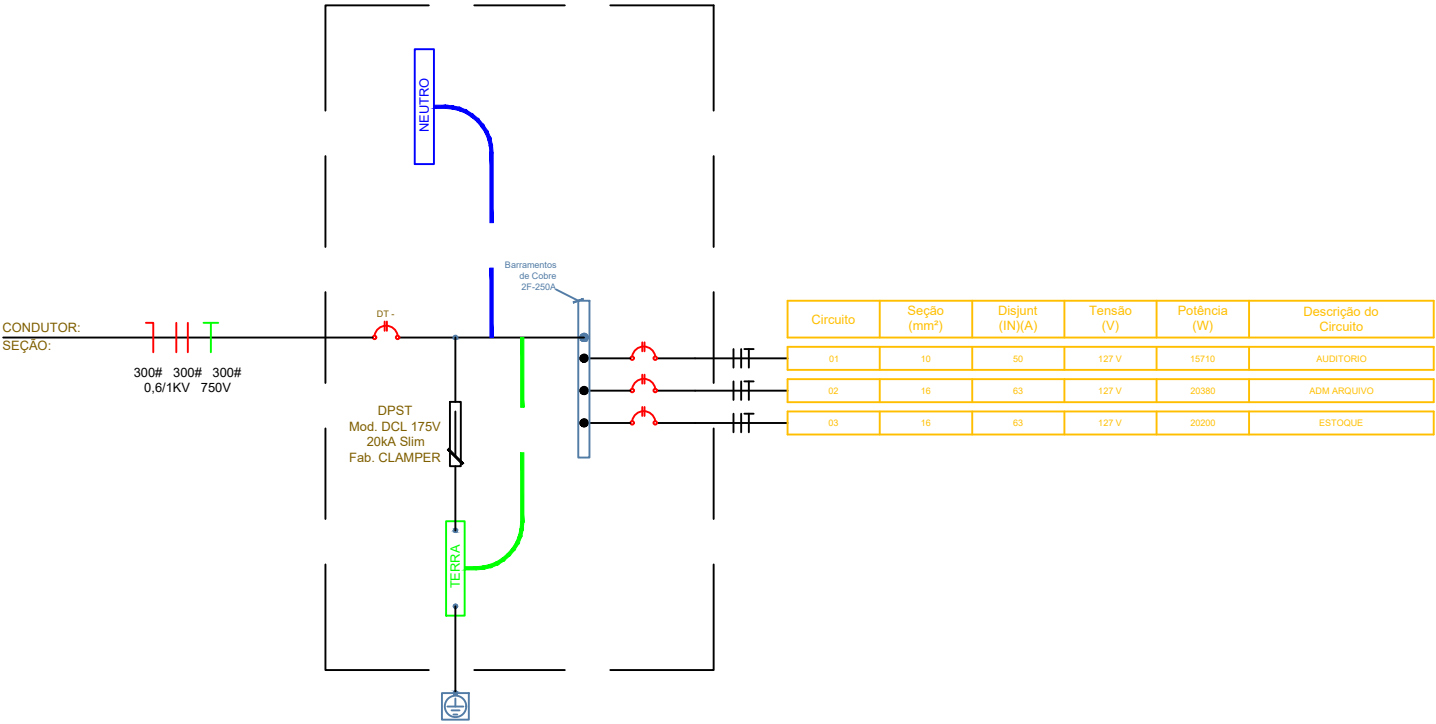 NEUTRO
Barramentos
de Cobre
2F-250A
DT -
CONDUTOR:
SEÇÃO:
300# 300# 300#
0,6/1KV 750V
DPST
Mod. DCL 175V
20kA Slim
Fab. CLAMPER
TERRA
Circuito Seção (mm²) Disjunt (IN)(A) Tensão (V) Potência (W) Descrição do Circuito
01 10 50 127 V 15710 AUDITORIO
02 16 63 127 V 20380 ADM ARQUIVO
03 16 63 127 V 20200 ESTOQUE